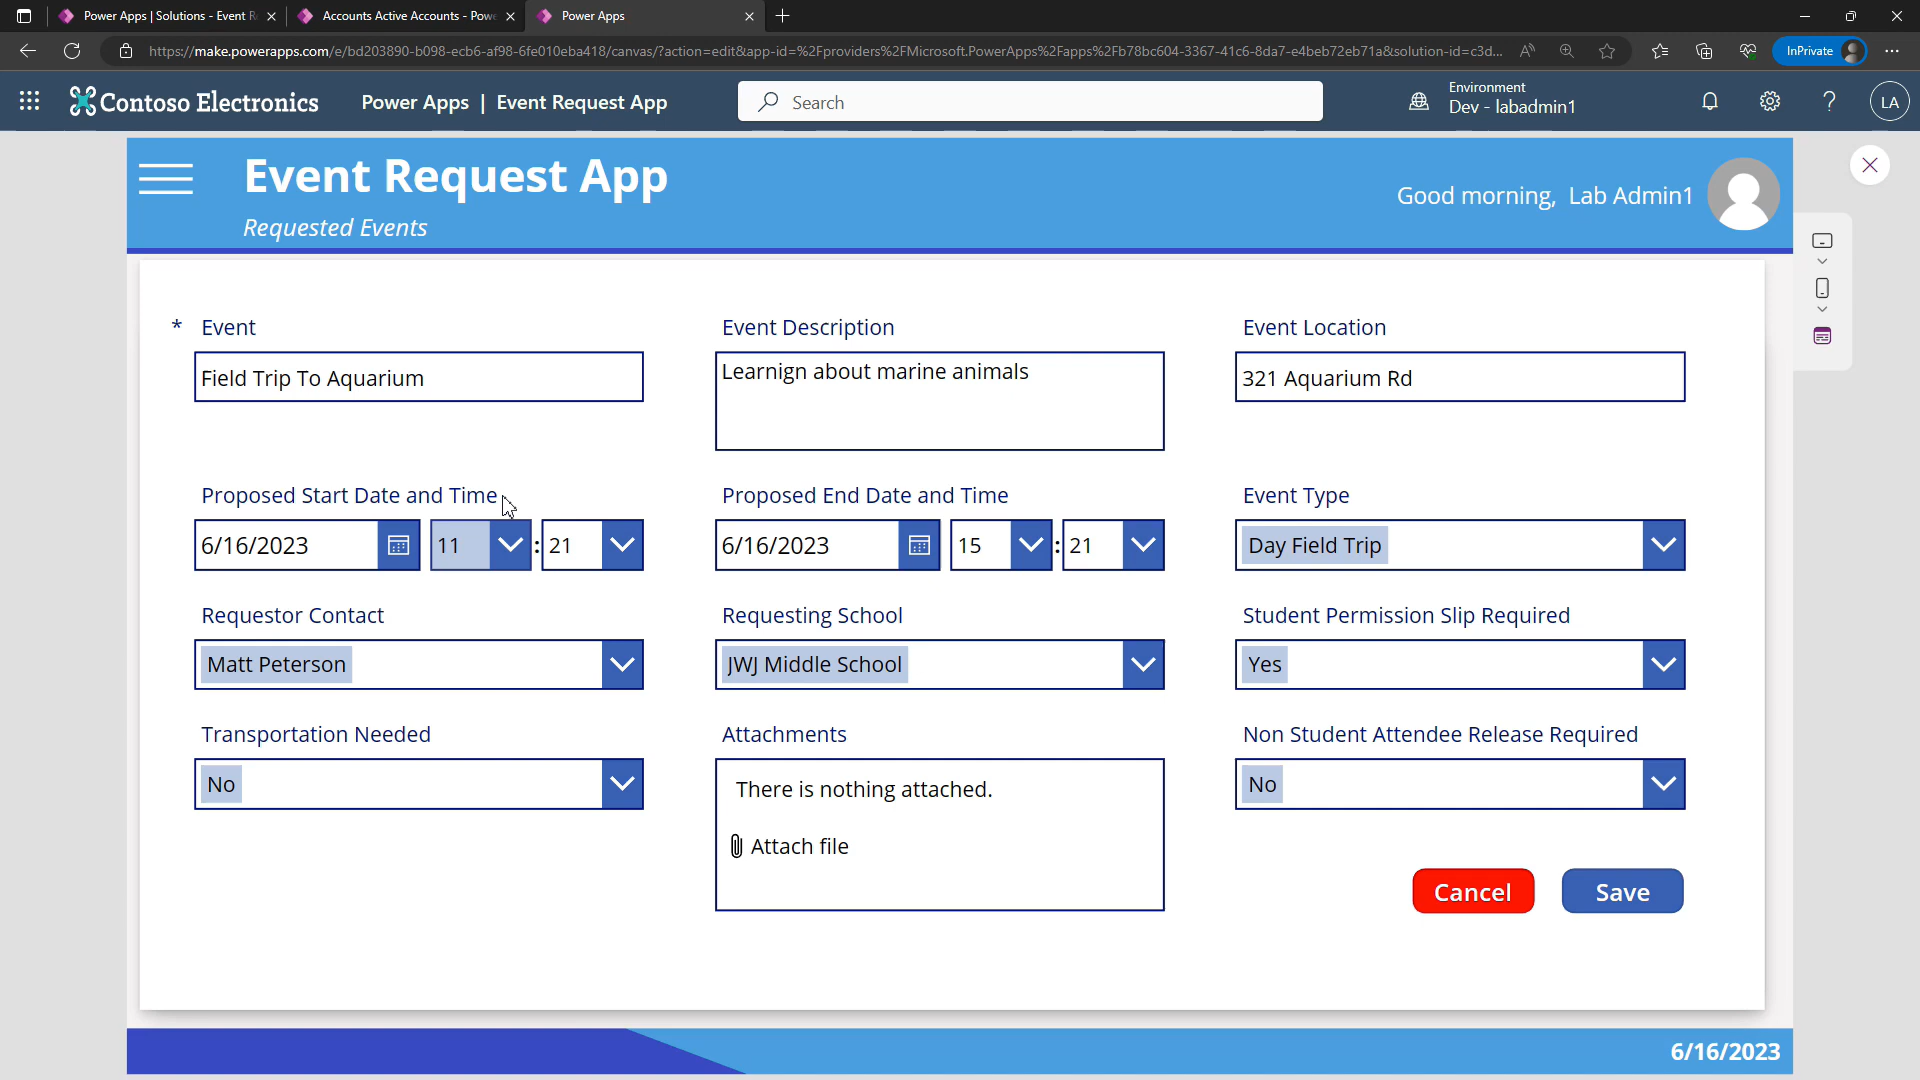 Power Apps | Solutions - Event R
Accounts Active Accounts - Powe
Power Apps
https://make.powerapps.com/e/bd203890-b098-ecb6-af98-6fe010eba418/canvas/?action=edit&app-id=%2Fproviders%2FMicrosoft.PowerApps%2Fapps%2Fb78bc604-3367-41c6-8da7-e4beb72eb71a&solution-id=c3d...
InPrivate
Contoso Electronics
Power Apps | Event Request App
Search
Environment
Dev - labadmin1
LA
Event Request App
Requested Events
Good morning, Lab Admin1
* Event
Event Description
Event Location
Field Trip To Aquarium
Learnign about marine animals
321 Aquarium Rd
Proposed Start Date and Time
Proposed End Date and Time
Event Type
6/16/2023 11 : 21
6/16/2023 15 : 21
Day Field Trip
Requestor Contact
Requesting School
Student Permission Slip Required
Matt Peterson
JWJ Middle School
Yes
Transportation Needed
Attachments
Non Student Attendee Release Required
No
There is nothing attached.
No
Attach file
Cancel
Save
6/16/2023